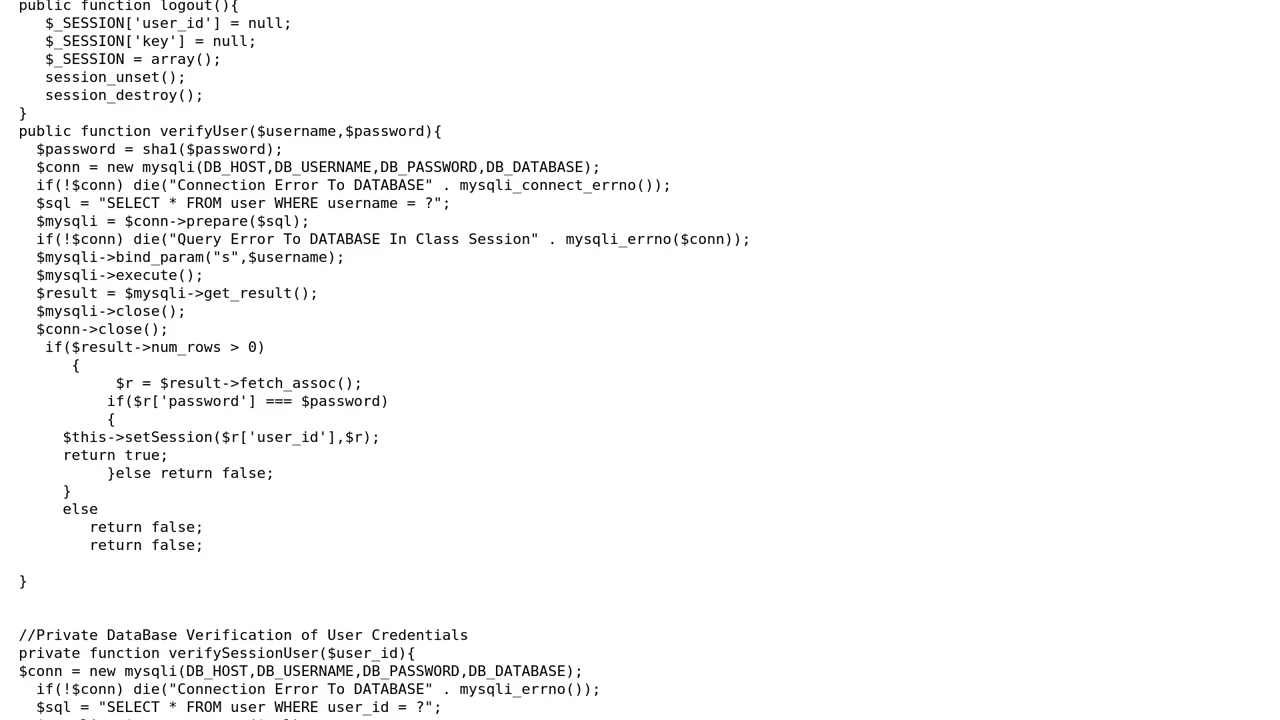 public function logout(){
$_SESSION['user_id'] = null;
$_SESSION['key'] = null;
$_SESSION = array();
session_unset();
session_destroy();
}
public function verifyUser($username,$password){
$password = sha1($password);
$conn = new mysqli(DB_HOST,DB_USERNAME,DB_PASSWORD,DB_DATABASE);
if(!$conn) die("Connection Error To DATABASE" . mysqli_connect_errno());
$sql = "SELECT * FROM user WHERE username = ?";
$mysqli = $conn->prepare($sql);
if(!$conn) die("Query Error To DATABASE In Class Session" . mysqli_errno($conn));
$mysqli->bind_param("s",$username);
$mysqli->execute();
$result = $mysqli->get_result();
$mysqli->close();
$conn->close();
if($result->num_rows > 0)
{
$r = $result->fetch_assoc();
if($r['password'] === $password)
{
$this->setSession($r['user_id'],$r);
return true;
}else return false;
}
else
return false;
return false;
}
//Private DataBase Verification of User Credentials
private function verifySessionUser($user_id){
$conn = new mysqli(DB_HOST,DB_USERNAME,DB_PASSWORD,DB_DATABASE);
if(!$conn) die("Connection Error To DATABASE" . mysqli_errno());
$sql = "SELECT * FROM user WHERE user_id = ?";